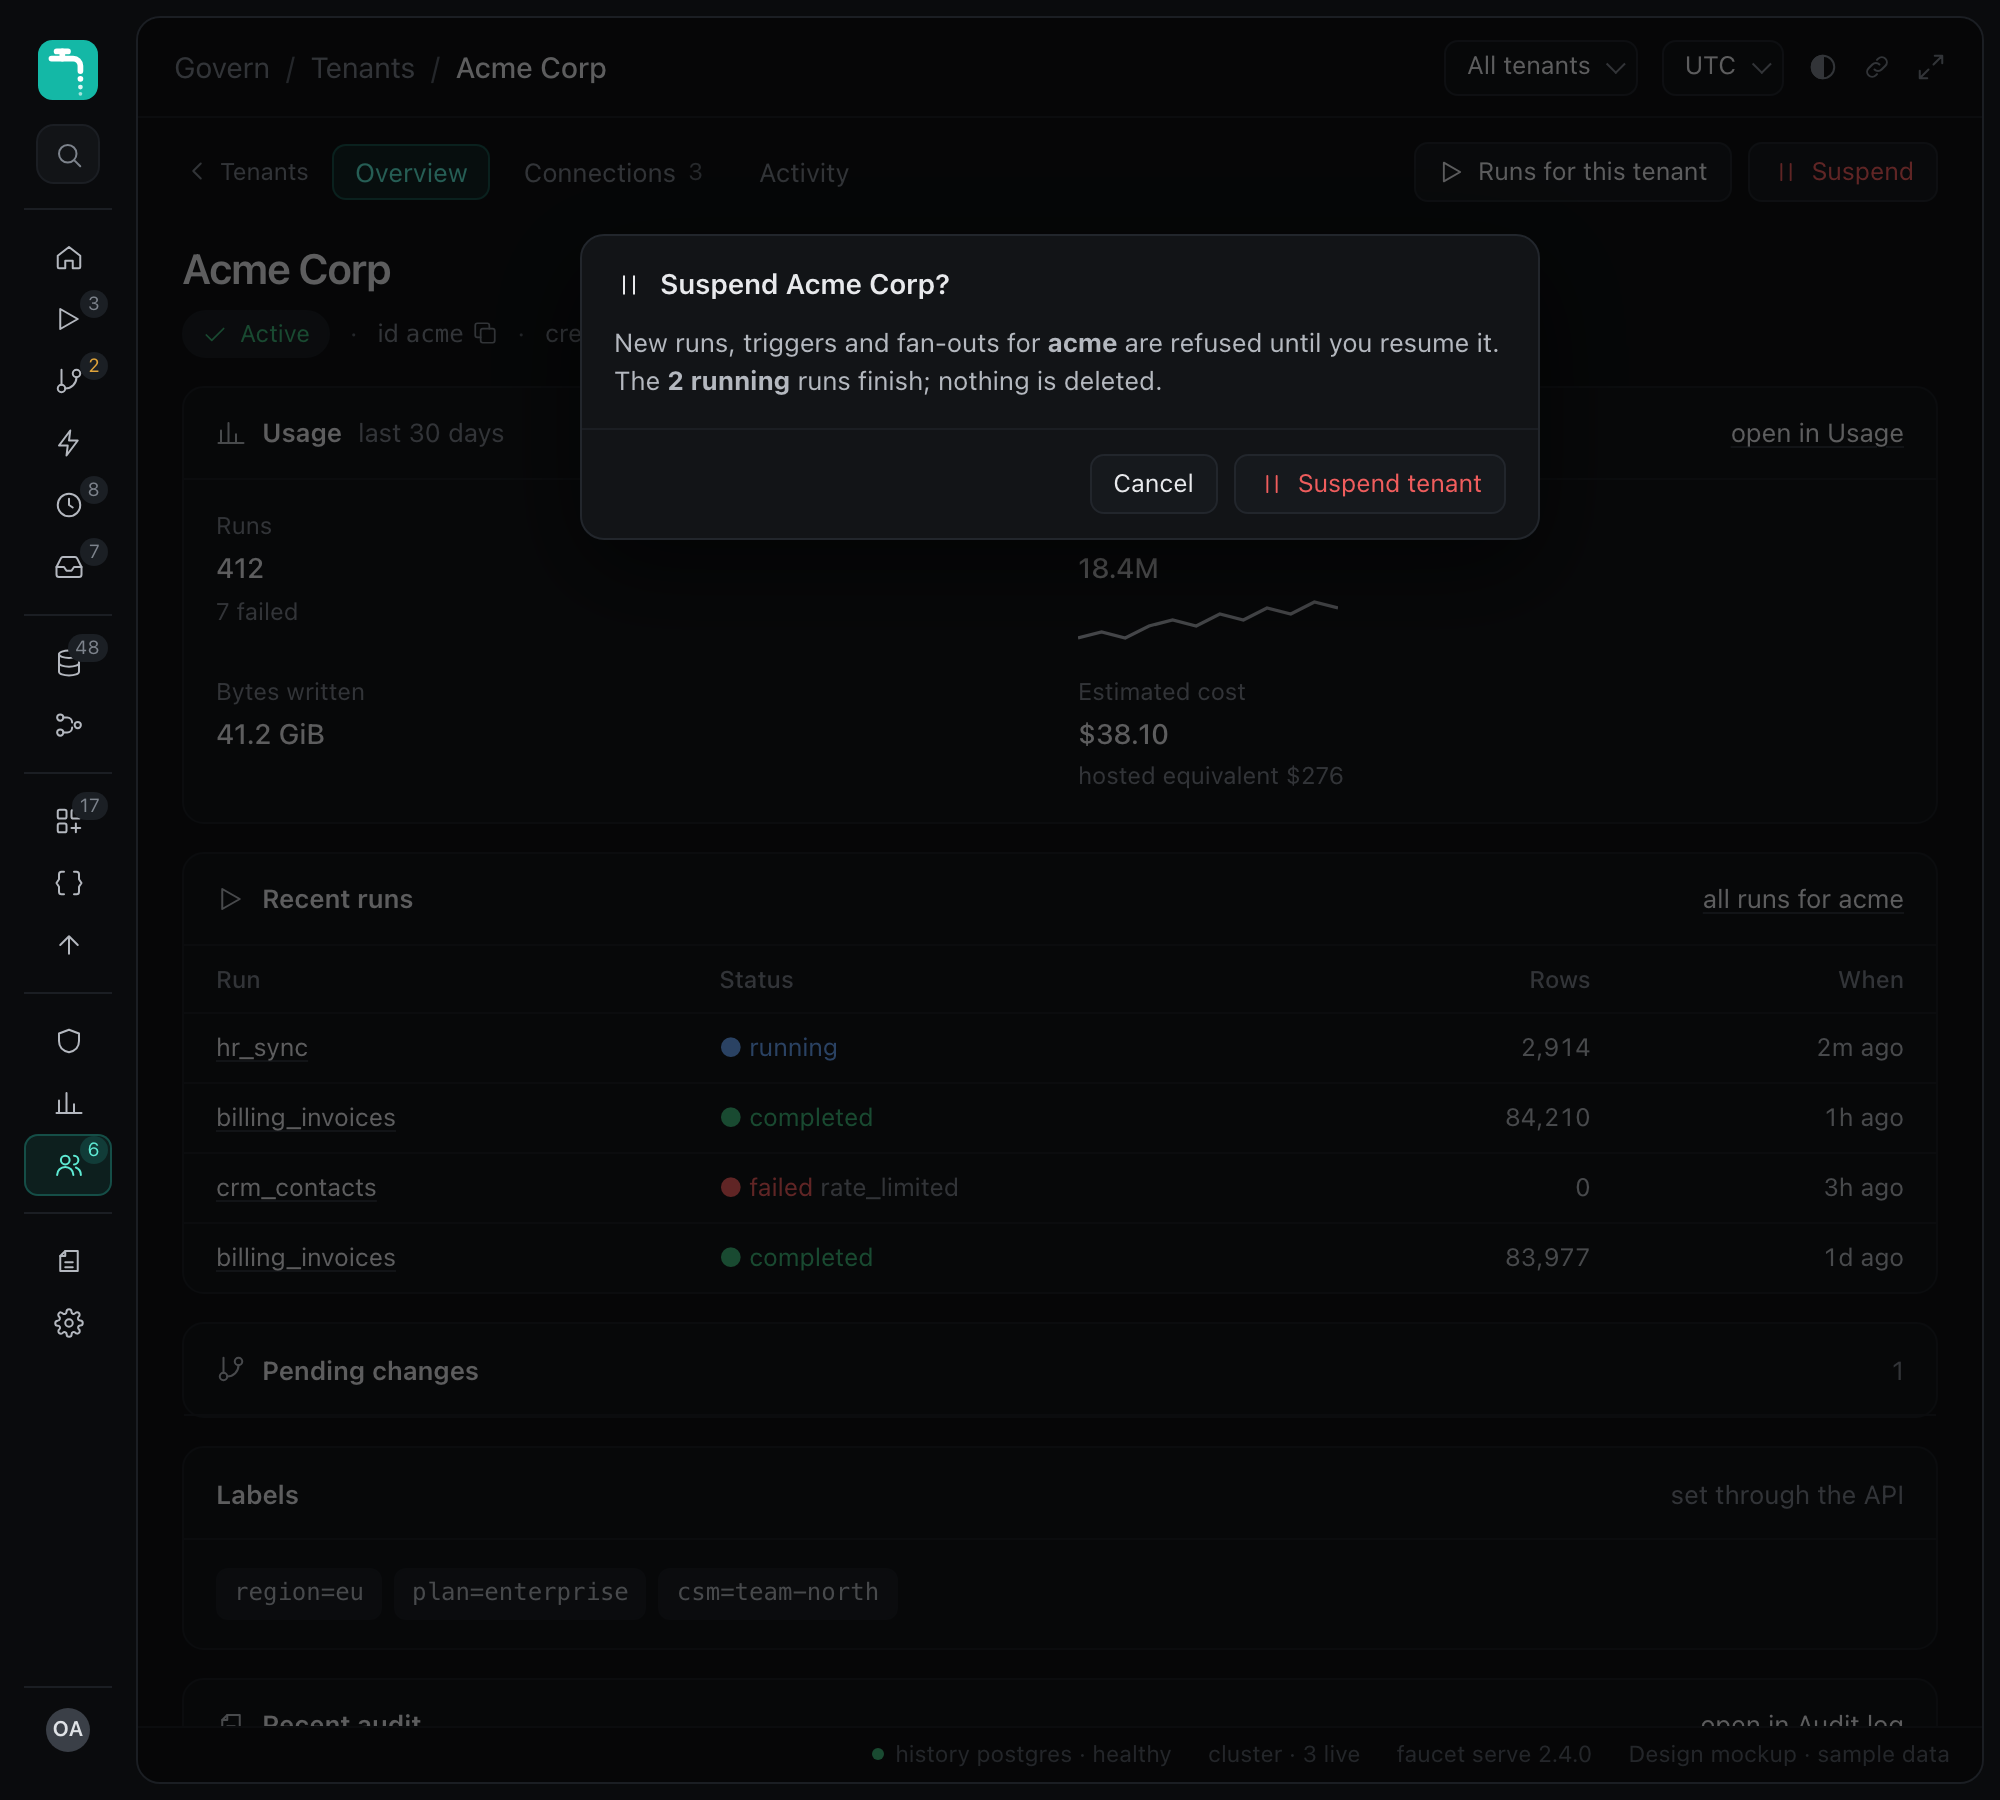 Govern / Tenants / Acme Corp
All tenants
UTC
3
2
8
7
48
17
6
OA
Tenants
Overview
Connections 3
Activity
Runs for this tenant
Suspend
Acme Corp
Active · id acme · cre
Suspend Acme Corp?
New runs, triggers and fan-outs for acme are refused until you resume it.
The 2 running runs finish; nothing is deleted.
Cancel
Suspend tenant
Usage last 30 days
open in Usage
Runs
412
7 failed
18.4M
Bytes written
41.2 GiB
Estimated cost
$38.10
hosted equivalent $276
Recent runs
all runs for acme
Run Status Rows When
hr_sync running 2,914 2m ago
billing_invoices completed 84,210 1h ago
crm_contacts failed rate_limited 0 3h ago
billing_invoices completed 83,977 1d ago
Pending changes
1
Labels
set through the API
region=eu
plan=enterprise
csm=team-north
Recent audit
open in Audit log
history postgres · healthy
cluster · 3 live
faucet serve 2.4.0
Design mockup · sample data